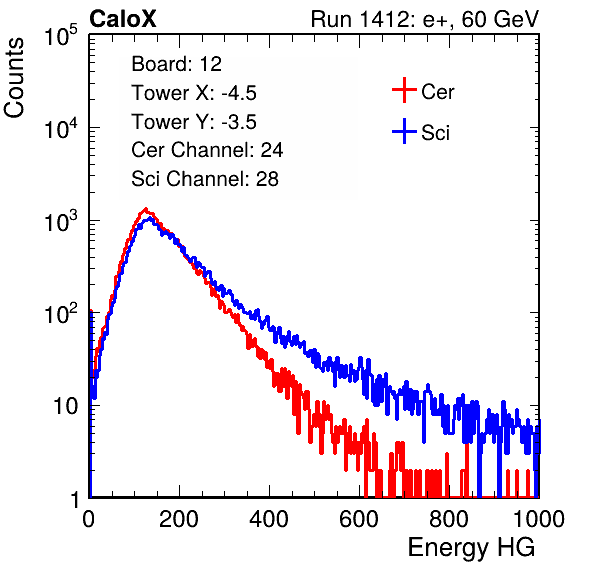 CaloX Run 1412: e+, 60 GeV
Counts
Board: 12
Tower X: -4.5
Tower Y: -3.5
Cer Channel: 24
Sci Channel: 28
Cer
Sci
10^5
10^4
10^3
10^2
10
1
0 200 400 600 800 1000
Energy HG